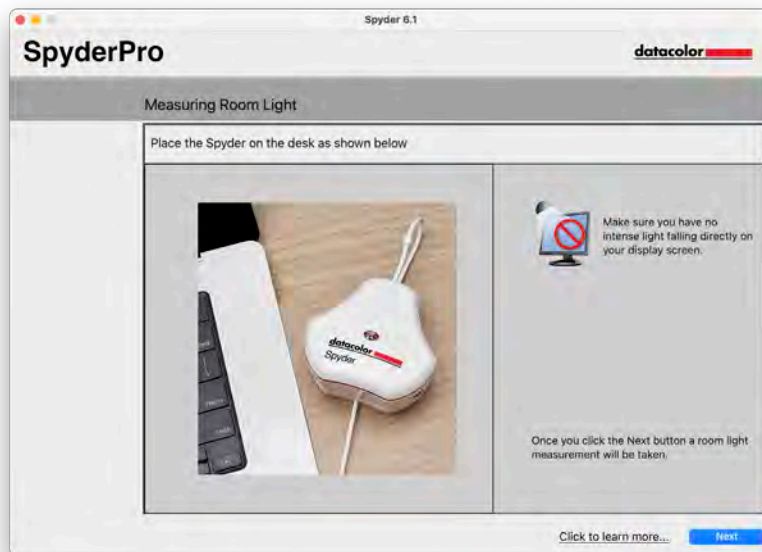 Spyder 6.1
SpyderPro
datacolor
Measuring Room Light
Place the Spyder on the desk as shown below
datacolor
Spyder
Make sure you have no
intense light falling directly on
your display screen.
Once you click the Next button a room light
measurement will be taken.
Click to learn more...
Next